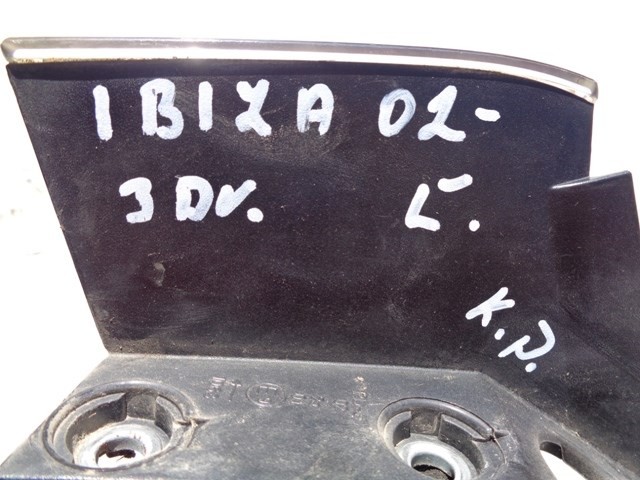 IBIZA 02-
3 DV. L.
K.P.